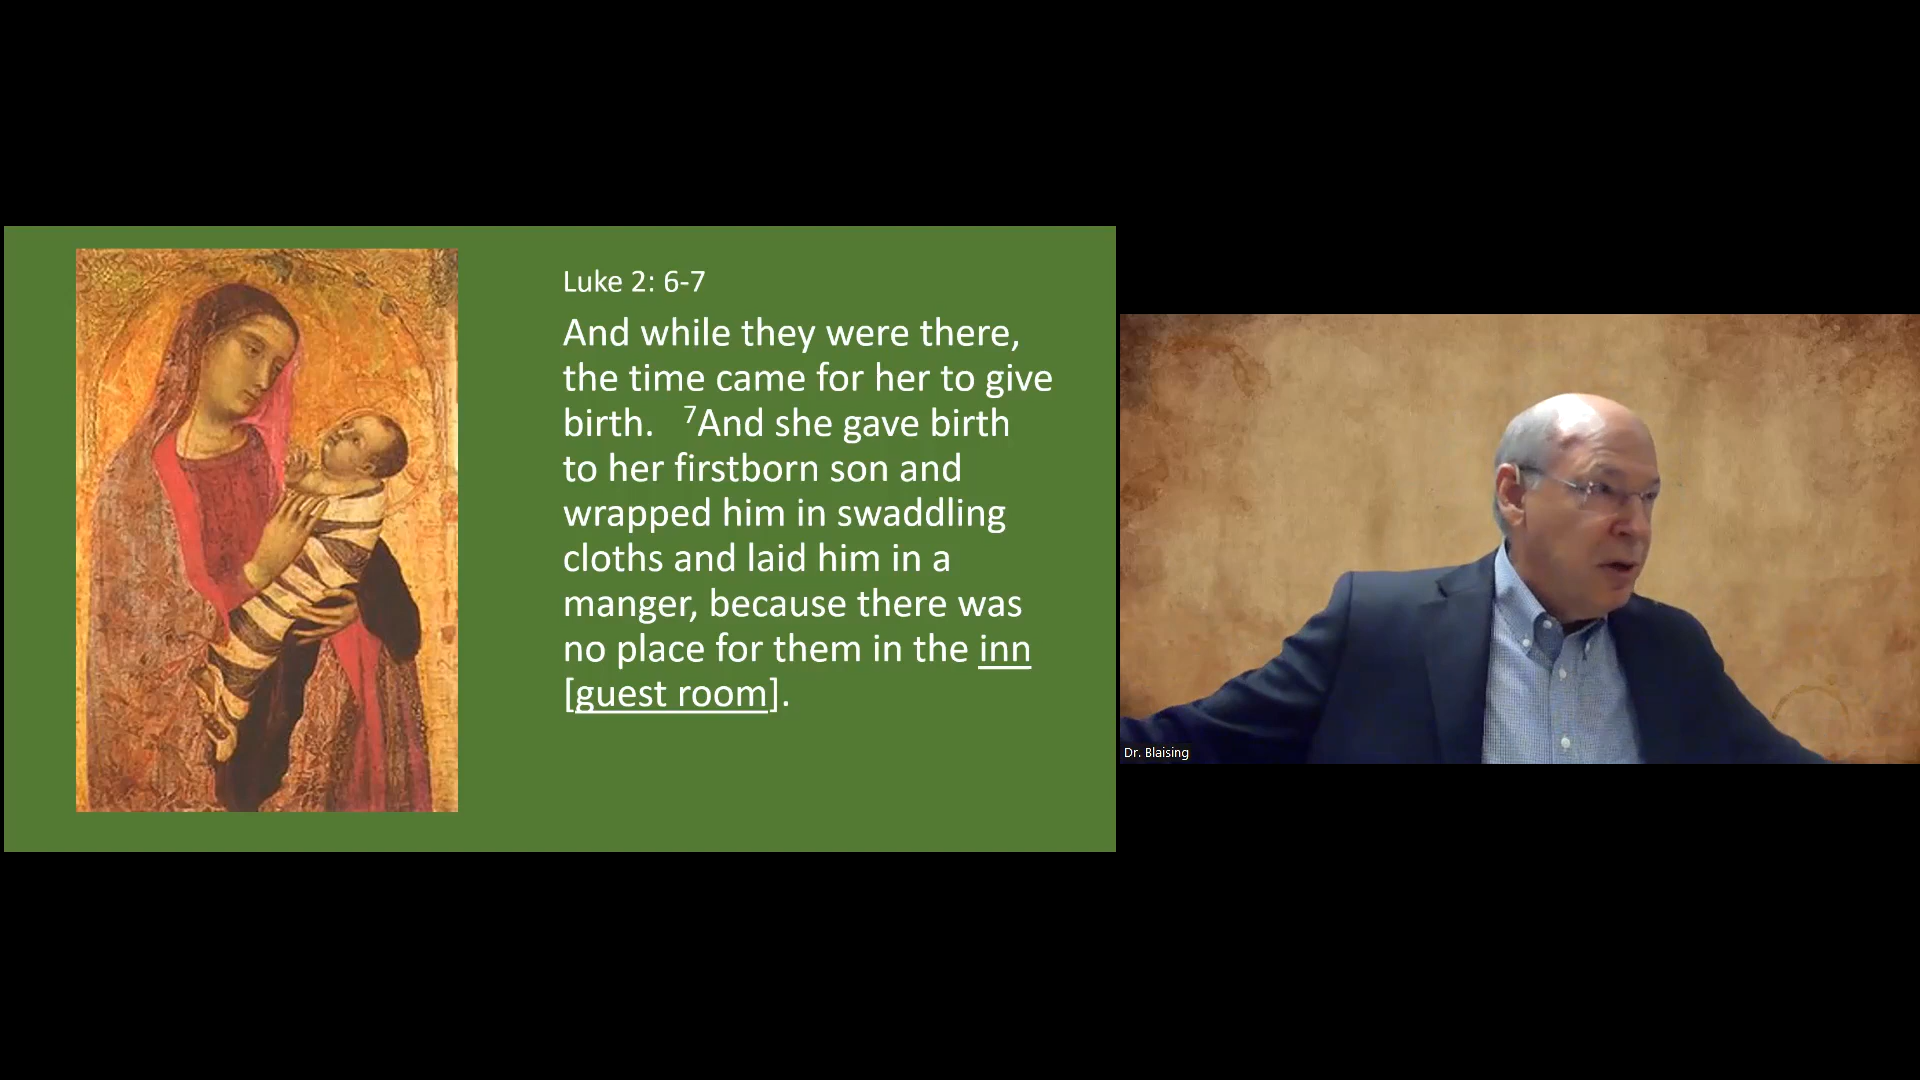 Luke 2: 6-7
And while they were there,
the time came for her to give
birth.   ⁷And she gave birth
to her firstborn son and
wrapped him in swaddling
cloths and laid him in a
manger, because there was
no place for them in the inn
[guest room].
Dr. Blaising